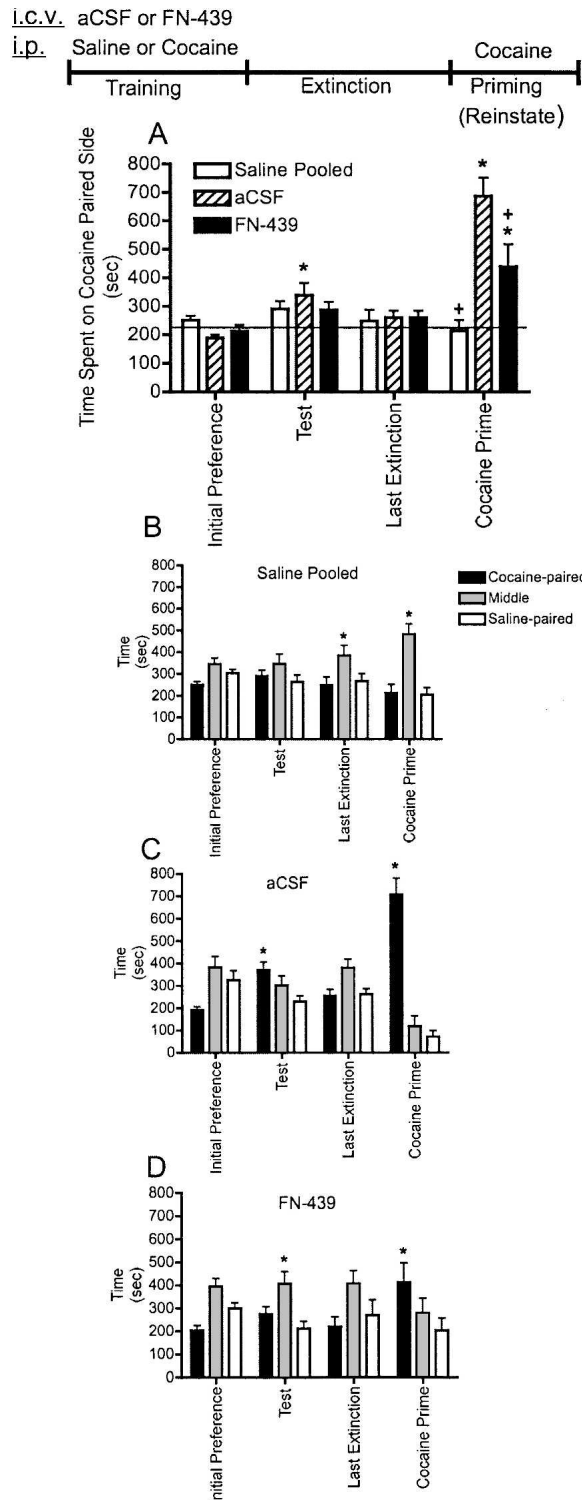 i.c.v. aCSF or FN-439
i.p. Saline or Cocaine Cocaine
Training Extinction Priming
(Reinstate)
A
Time Spent on Cocaine Paired Side
(sec)
800
700
600
500
400
300
200
100
0
Saline Pooled
aCSF
FN-439
*
+
*
+
*
Initial Preference
Test
Last Extinction
Cocaine Prime
B
Saline Pooled
Time
(sec)
800
700
600
500
400
300
200
100
0
*
*
Cocaine-paired
Middle
Saline-paired
Initial Preference
Test
Last Extinction
Cocaine Prime
C
aCSF
Time
(sec)
800
700
600
500
400
300
200
100
0
*
*
Initial Preference
Test
Last Extinction
Cocaine Prime
D
FN-439
Time
(sec)
800
700
600
500
400
300
200
100
0
*
*
Initial Preference
Test
Last Extinction
Cocaine Prime